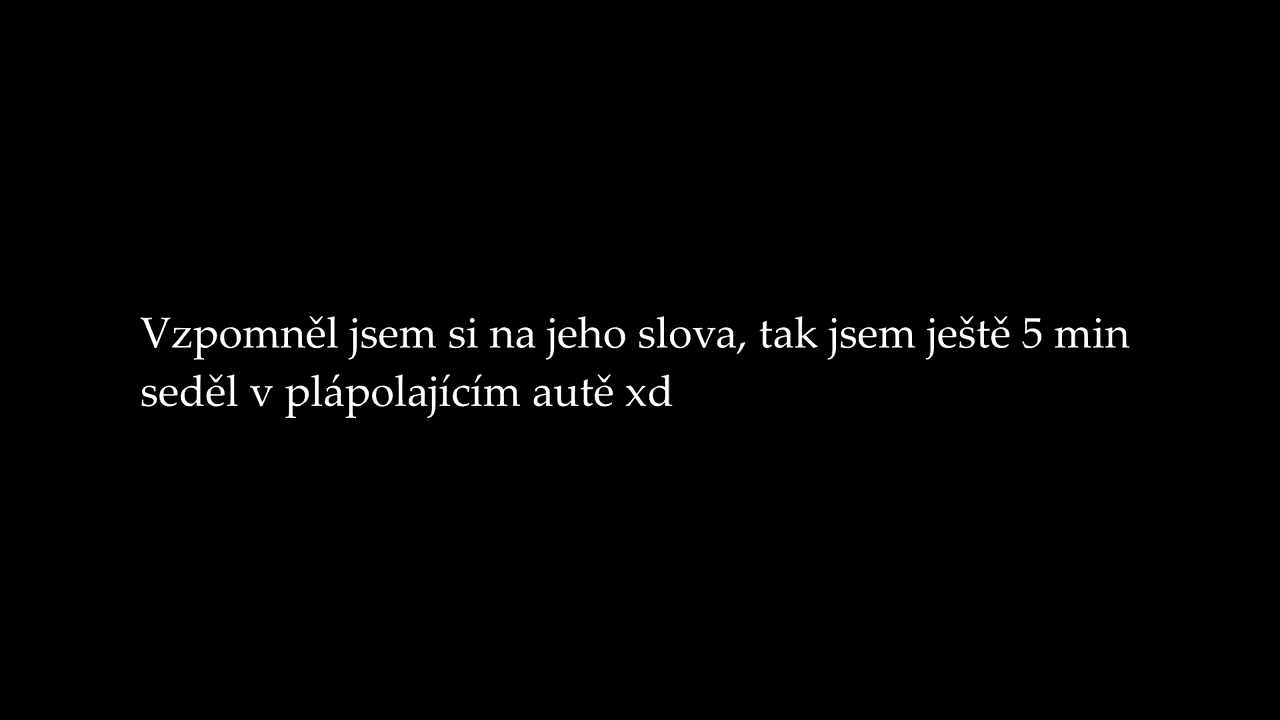 Vzpomněl jsem si na jeho slova, tak jsem ještě 5 min
seděl v plápolajícím autě xd